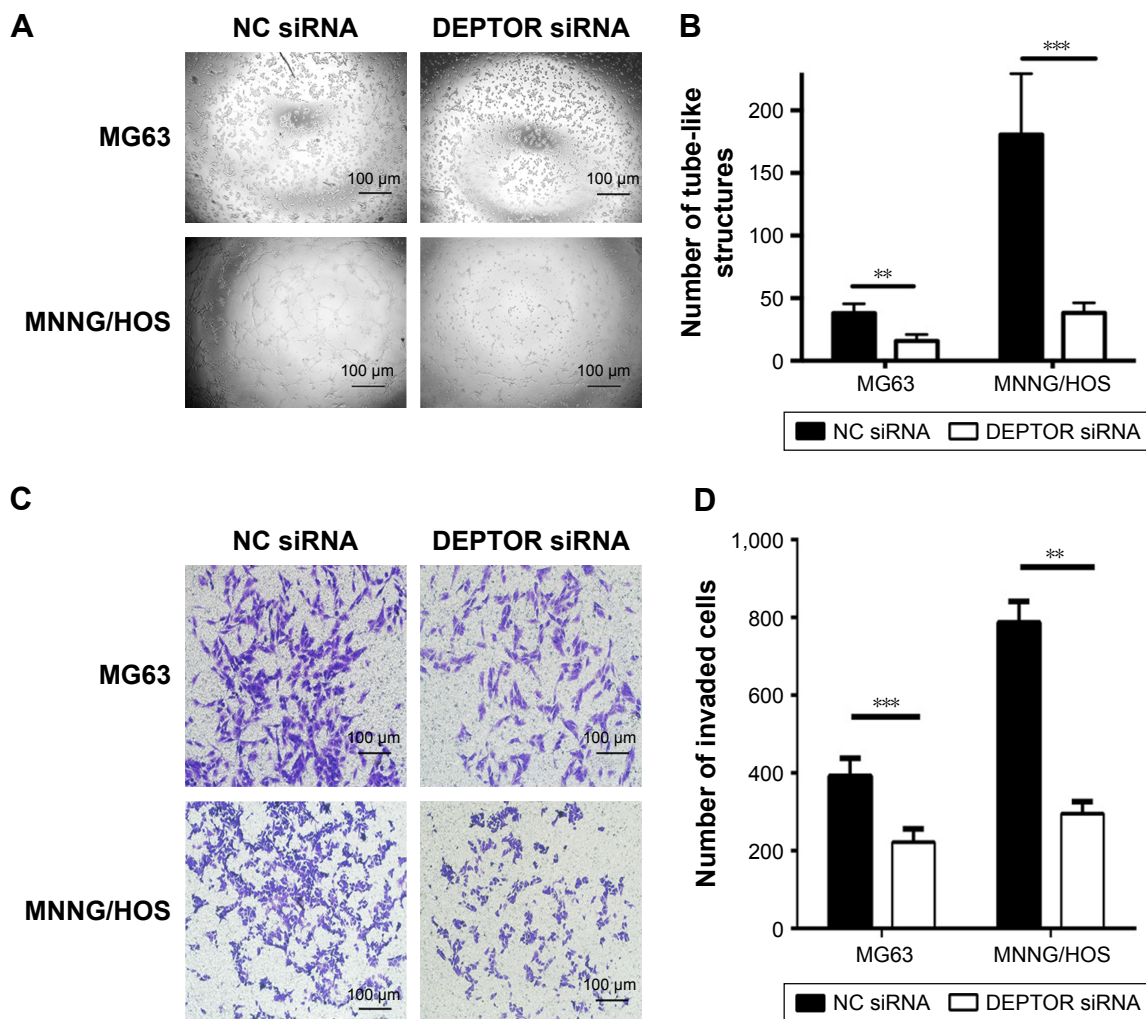 A
NC siRNA
DEPTOR siRNA
MG63
100 µm
100 µm
MNNG/HOS
100 µm
100 µm
B
Number of tube-like
structures
200
150
100
50
0
***
**
MG63
MNNG/HOS
NC siRNA
DEPTOR siRNA
C
NC siRNA
DEPTOR siRNA
MG63
100 µm
100 µm
MNNG/HOS
100 µm
100 µm
D
Number of invaded cells
1,000
800
600
400
200
0
**
***
MG63
MNNG/HOS
NC siRNA
DEPTOR siRNA